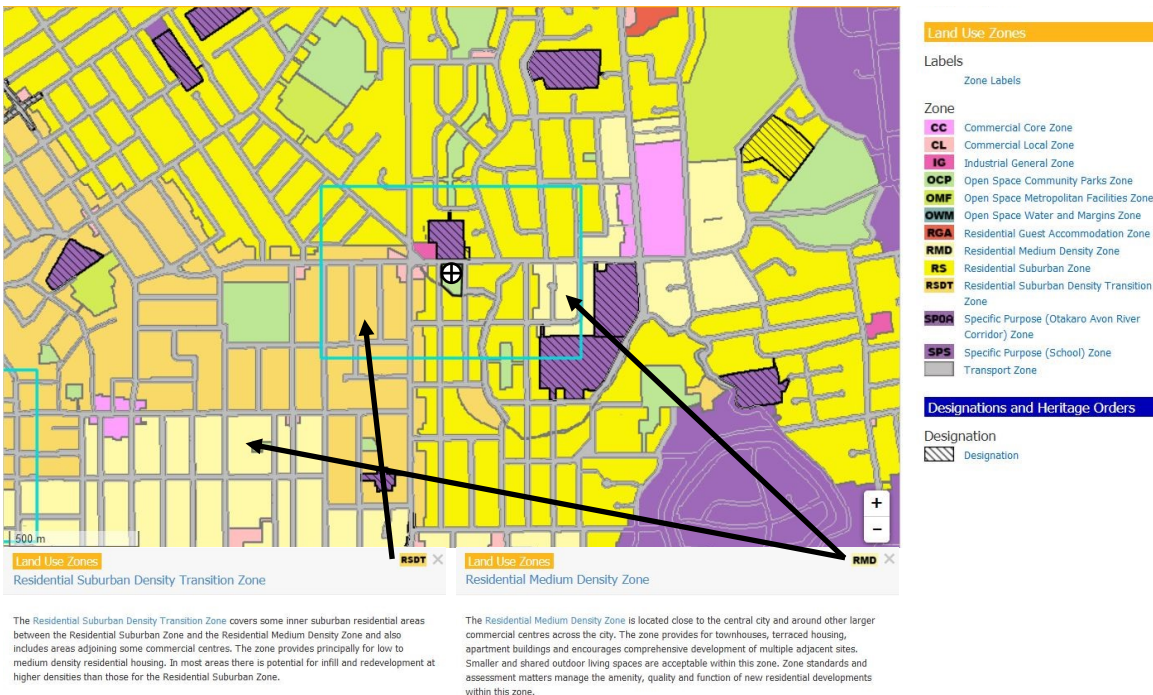 Land Use Zones
Labels
Zone Labels
Zone
CC Commercial Core Zone
CL Commercial Local Zone
IG Industrial General Zone
OCP Open Space Community Parks Zone
OMF Open Space Metropolitan Facilities Zone
OWM Open Space Water and Margins Zone
RGA Residential Guest Accommodation Zone
RMD Residential Medium Density Zone
RS Residential Suburban Zone
RSDT Residential Suburban Density Transition
Zone
SPOA Specific Purpose (Otakaro Avon River
Corridor) Zone
SPS Specific Purpose (School) Zone
Transport Zone
Designations and Heritage Orders
Designation
Designation
+
−
500 m
Land Use Zones
RSDT ×
Residential Suburban Density Transition Zone
The Residential Suburban Density Transition Zone covers some inner suburban residential areas
between the Residential Suburban Zone and the Residential Medium Density Zone and also
includes areas adjoining some commercial centres. The zone provides principally for low to
medium density residential housing. In most areas there is potential for infill and redevelopment at
higher densities than those for the Residential Suburban Zone.
Land Use Zones
RMD ×
Residential Medium Density Zone
The Residential Medium Density Zone is located close to the central city and around other larger
commercial centres across the city. The zone provides for townhouses, terraced housing,
apartment buildings and encourages comprehensive development of multiple adjacent sites.
Smaller and shared outdoor living spaces are acceptable within this zone. Zone standards and
assessment matters manage the amenity, quality and function of new residential developments
within this zone.